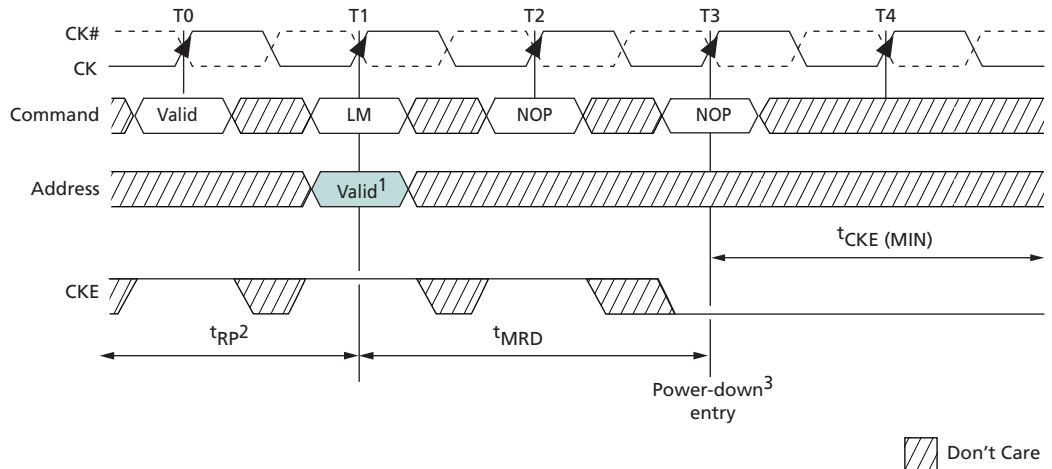 T0 T1 T2 T3 T4
CK#
CK
Command Valid LM NOP NOP
Address Valid1
tCKE (MIN)
CKE
tRP2 tMRD
Power-down3
entry
Don't Care